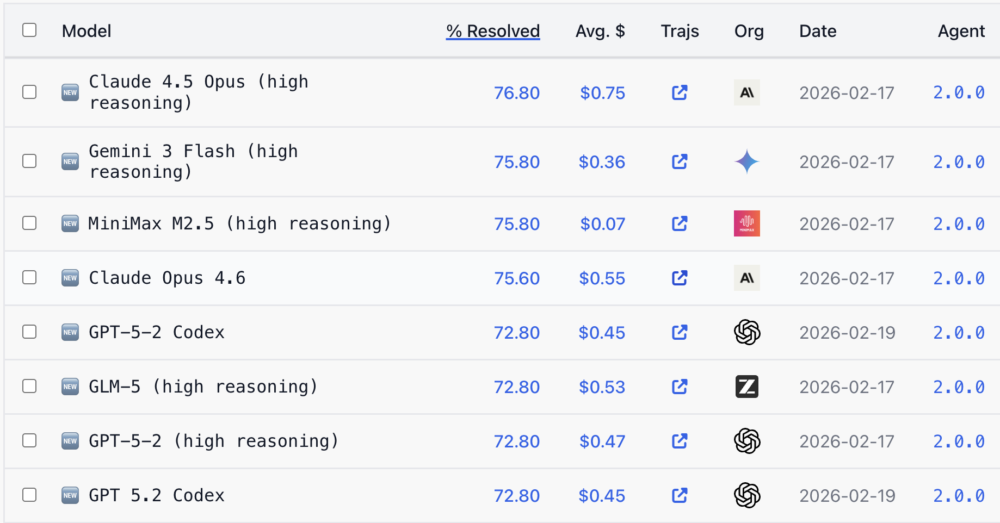 Model % Resolved Avg. $ Trajs Org Date Agent
NEW Claude 4.5 Opus (high
reasoning) 76.80 $0.75 2026-02-17 2.0.0
NEW Gemini 3 Flash (high
reasoning) 75.80 $0.36 2026-02-17 2.0.0
NEW MiniMax M2.5 (high reasoning) 75.80 $0.07 MINIMAX 2026-02-17 2.0.0
NEW Claude Opus 4.6 75.60 $0.55 2026-02-17 2.0.0
NEW GPT-5-2 Codex 72.80 $0.45 2026-02-19 2.0.0
NEW GLM-5 (high reasoning) 72.80 $0.53 2026-02-17 2.0.0
NEW GPT-5-2 (high reasoning) 72.80 $0.47 2026-02-17 2.0.0
NEW GPT 5.2 Codex 72.80 $0.45 2026-02-19 2.0.0